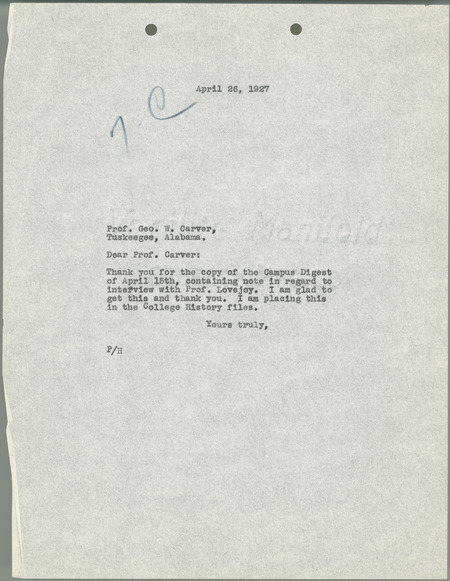 April 26, 1927
Prof. Geo. W. Carver,
Tuskeegee, Alabama.
Dear Prof. Carver:
Thank you for the copy of the Campus Digest
of April 18th, containing note in regard to
interview with Prof. Lovejoy. I am glad to
get this and thank you. I am placing this
in the College History files.
Yours truly,
P/H